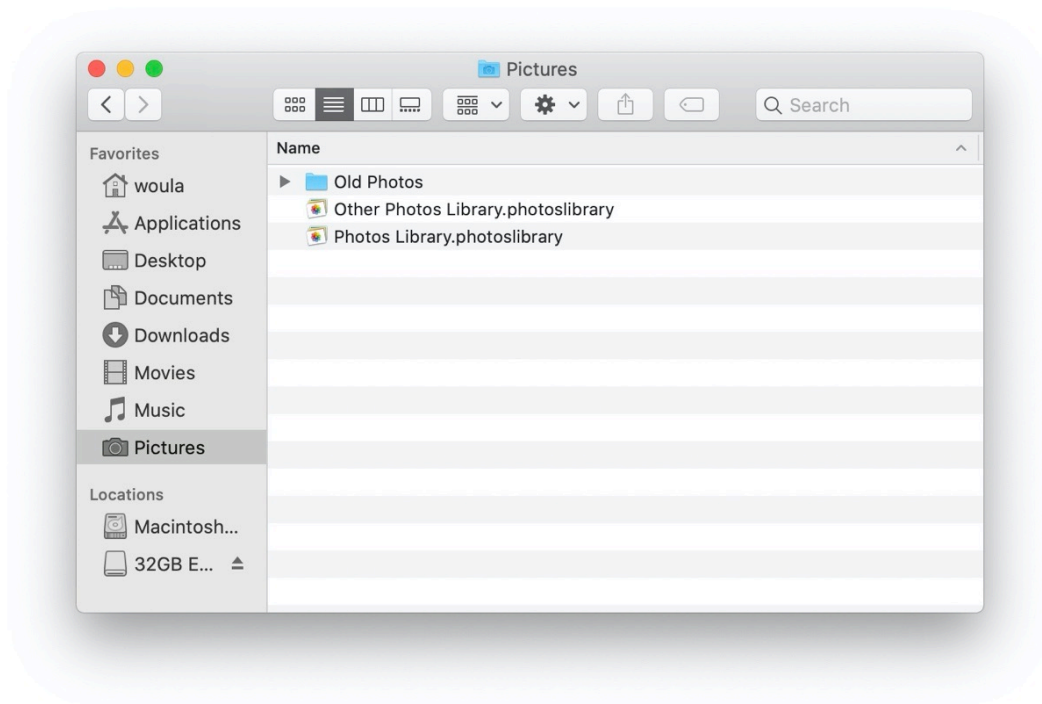 Pictures
Search
Favorites
woula
Applications
Desktop
Documents
Downloads
Movies
Music
Pictures
Locations
Macintosh...
32GB E...
Name
Old Photos
Other Photos Library.photoslibrary
Photos Library.photoslibrary